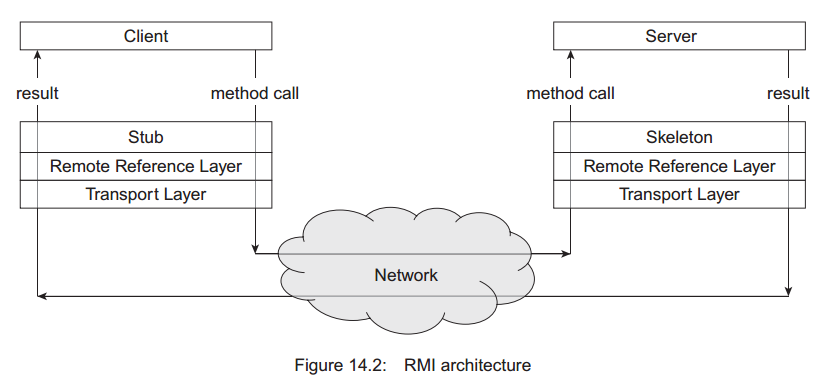 Client
Server
result
method call
method call
result
Stub
Skeleton
Remote Reference Layer
Remote Reference Layer
Transport Layer
Transport Layer
Network
Figure 14.2: RMI architecture